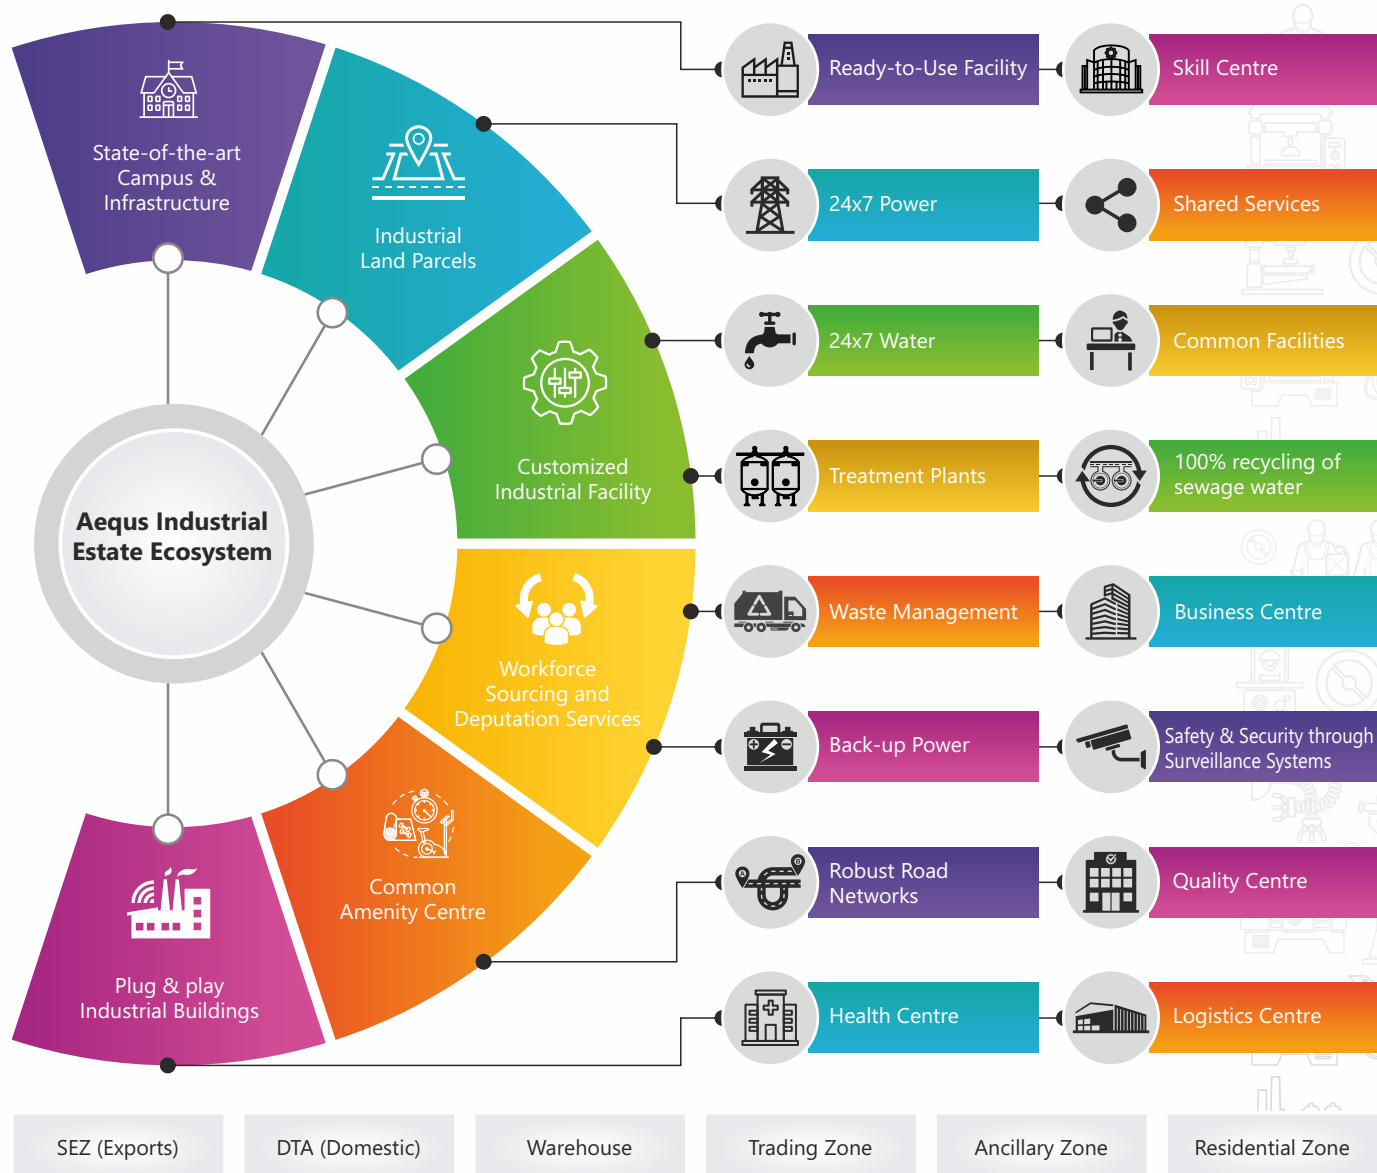 State-of-the-art
Campus &
Infrastructure
Industrial
Land Parcels
Customized
Industrial Facility
Workforce
Sourcing and
Deputation Services
Common
Amenity Centre
Plug & play
Industrial Buildings
Aequs Industrial
Estate Ecosystem
Ready-to-Use Facility
Skill Centre
24x7 Power
Shared Services
24x7 Water
Common Facilities
Treatment Plants
100% recycling of
sewage water
Waste Management
Business Centre
Back-up Power
Safety & Security through
Surveillance Systems
A
B
Robust Road
Networks
Quality Centre
Health Centre
Logistics Centre
SEZ (Exports)
DTA (Domestic)
Warehouse
Trading Zone
Ancillary Zone
Residential Zone